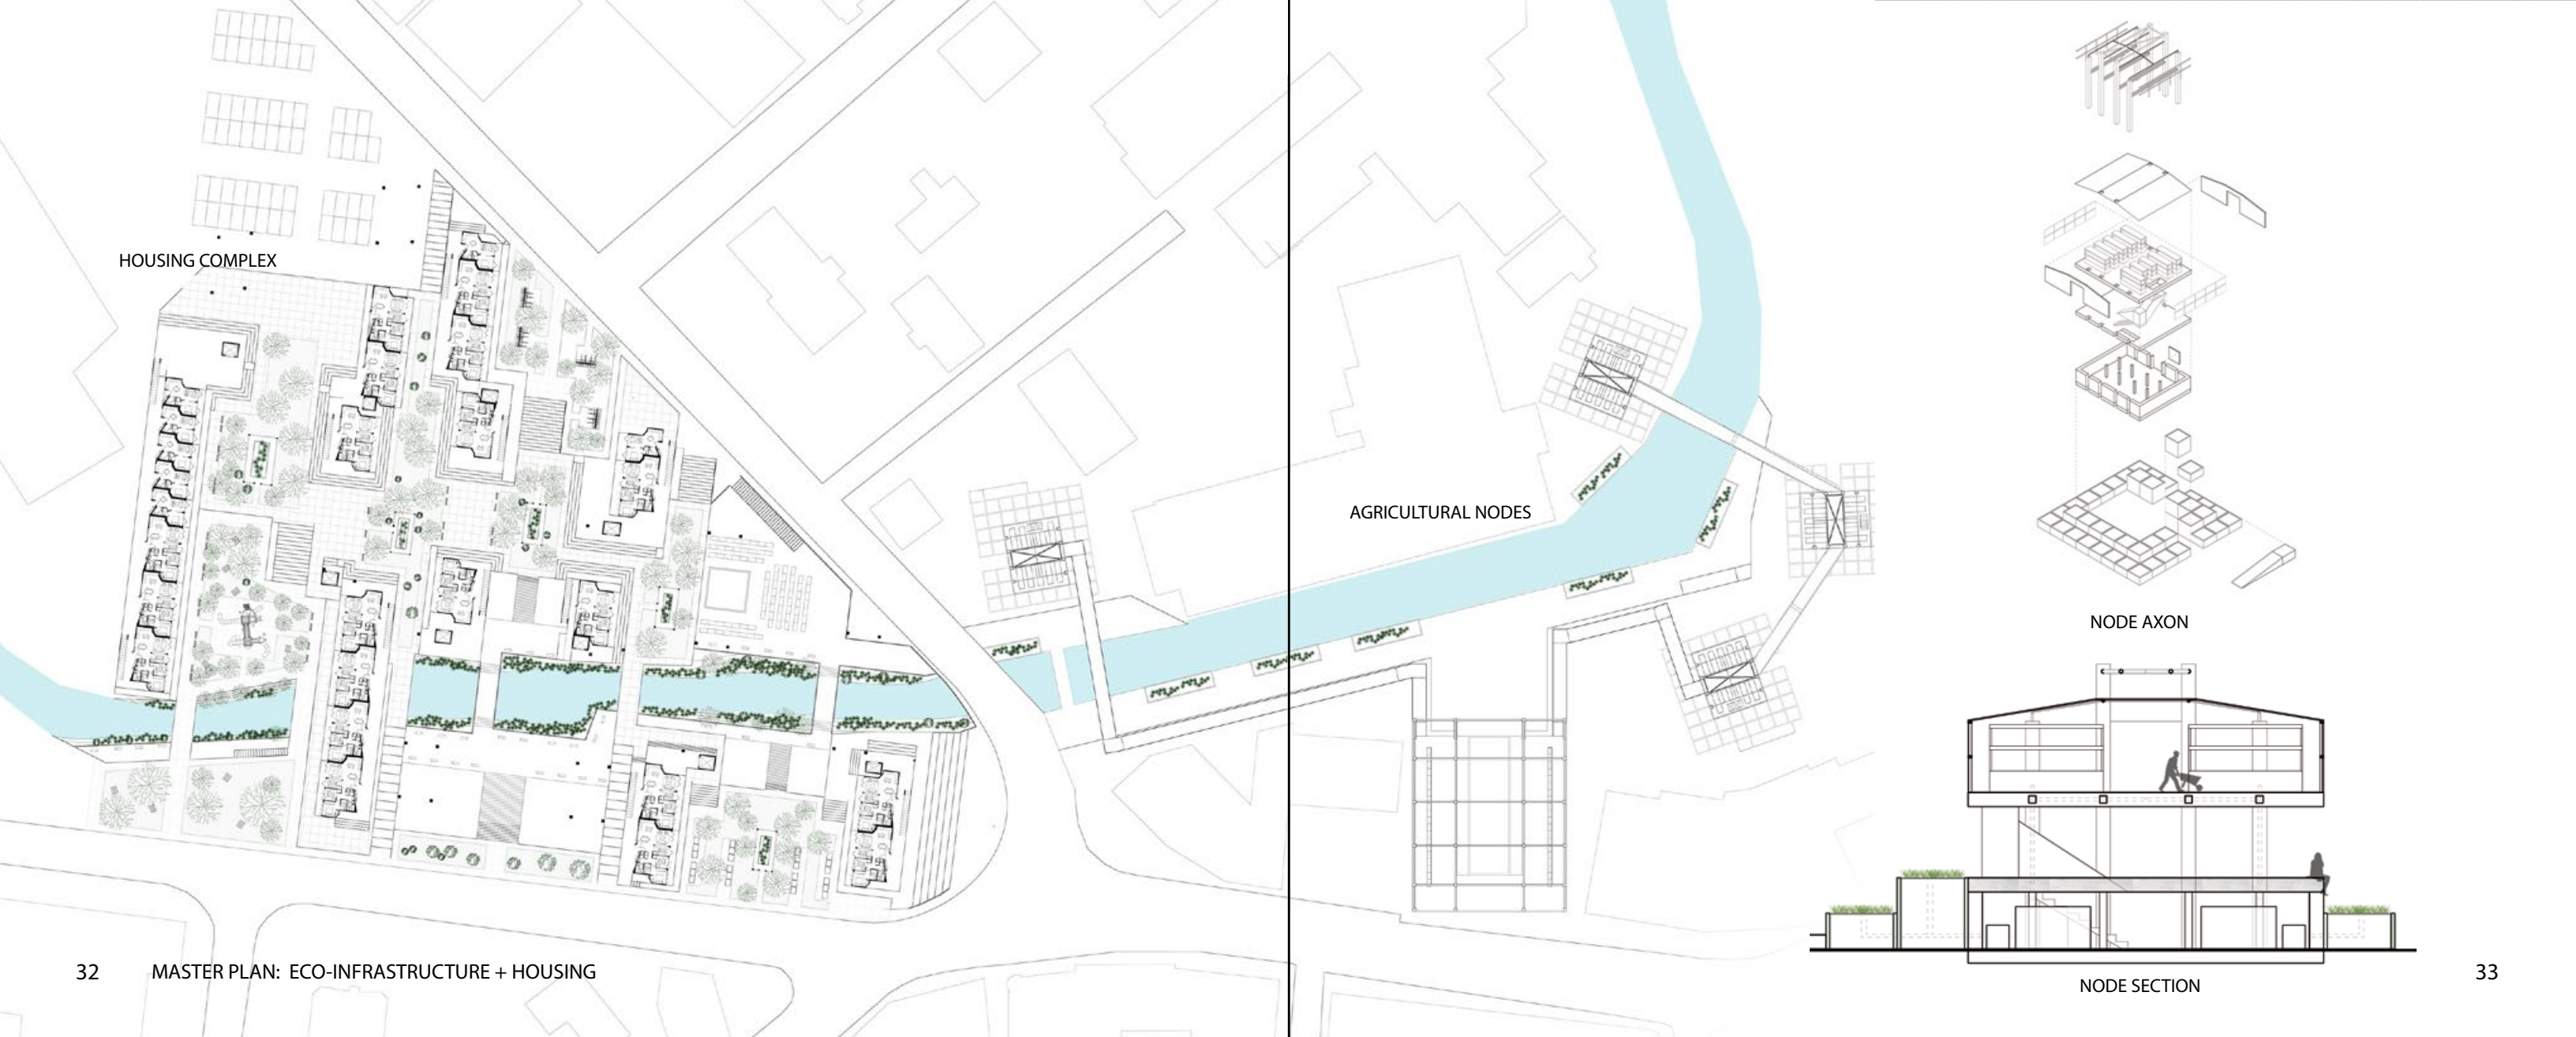 HOUSING COMPLEX
AGRICULTURAL NODES
NODE AXON
32
MASTER PLAN: ECO-INFRASTRUCTURE + HOUSING
NODE SECTION
33